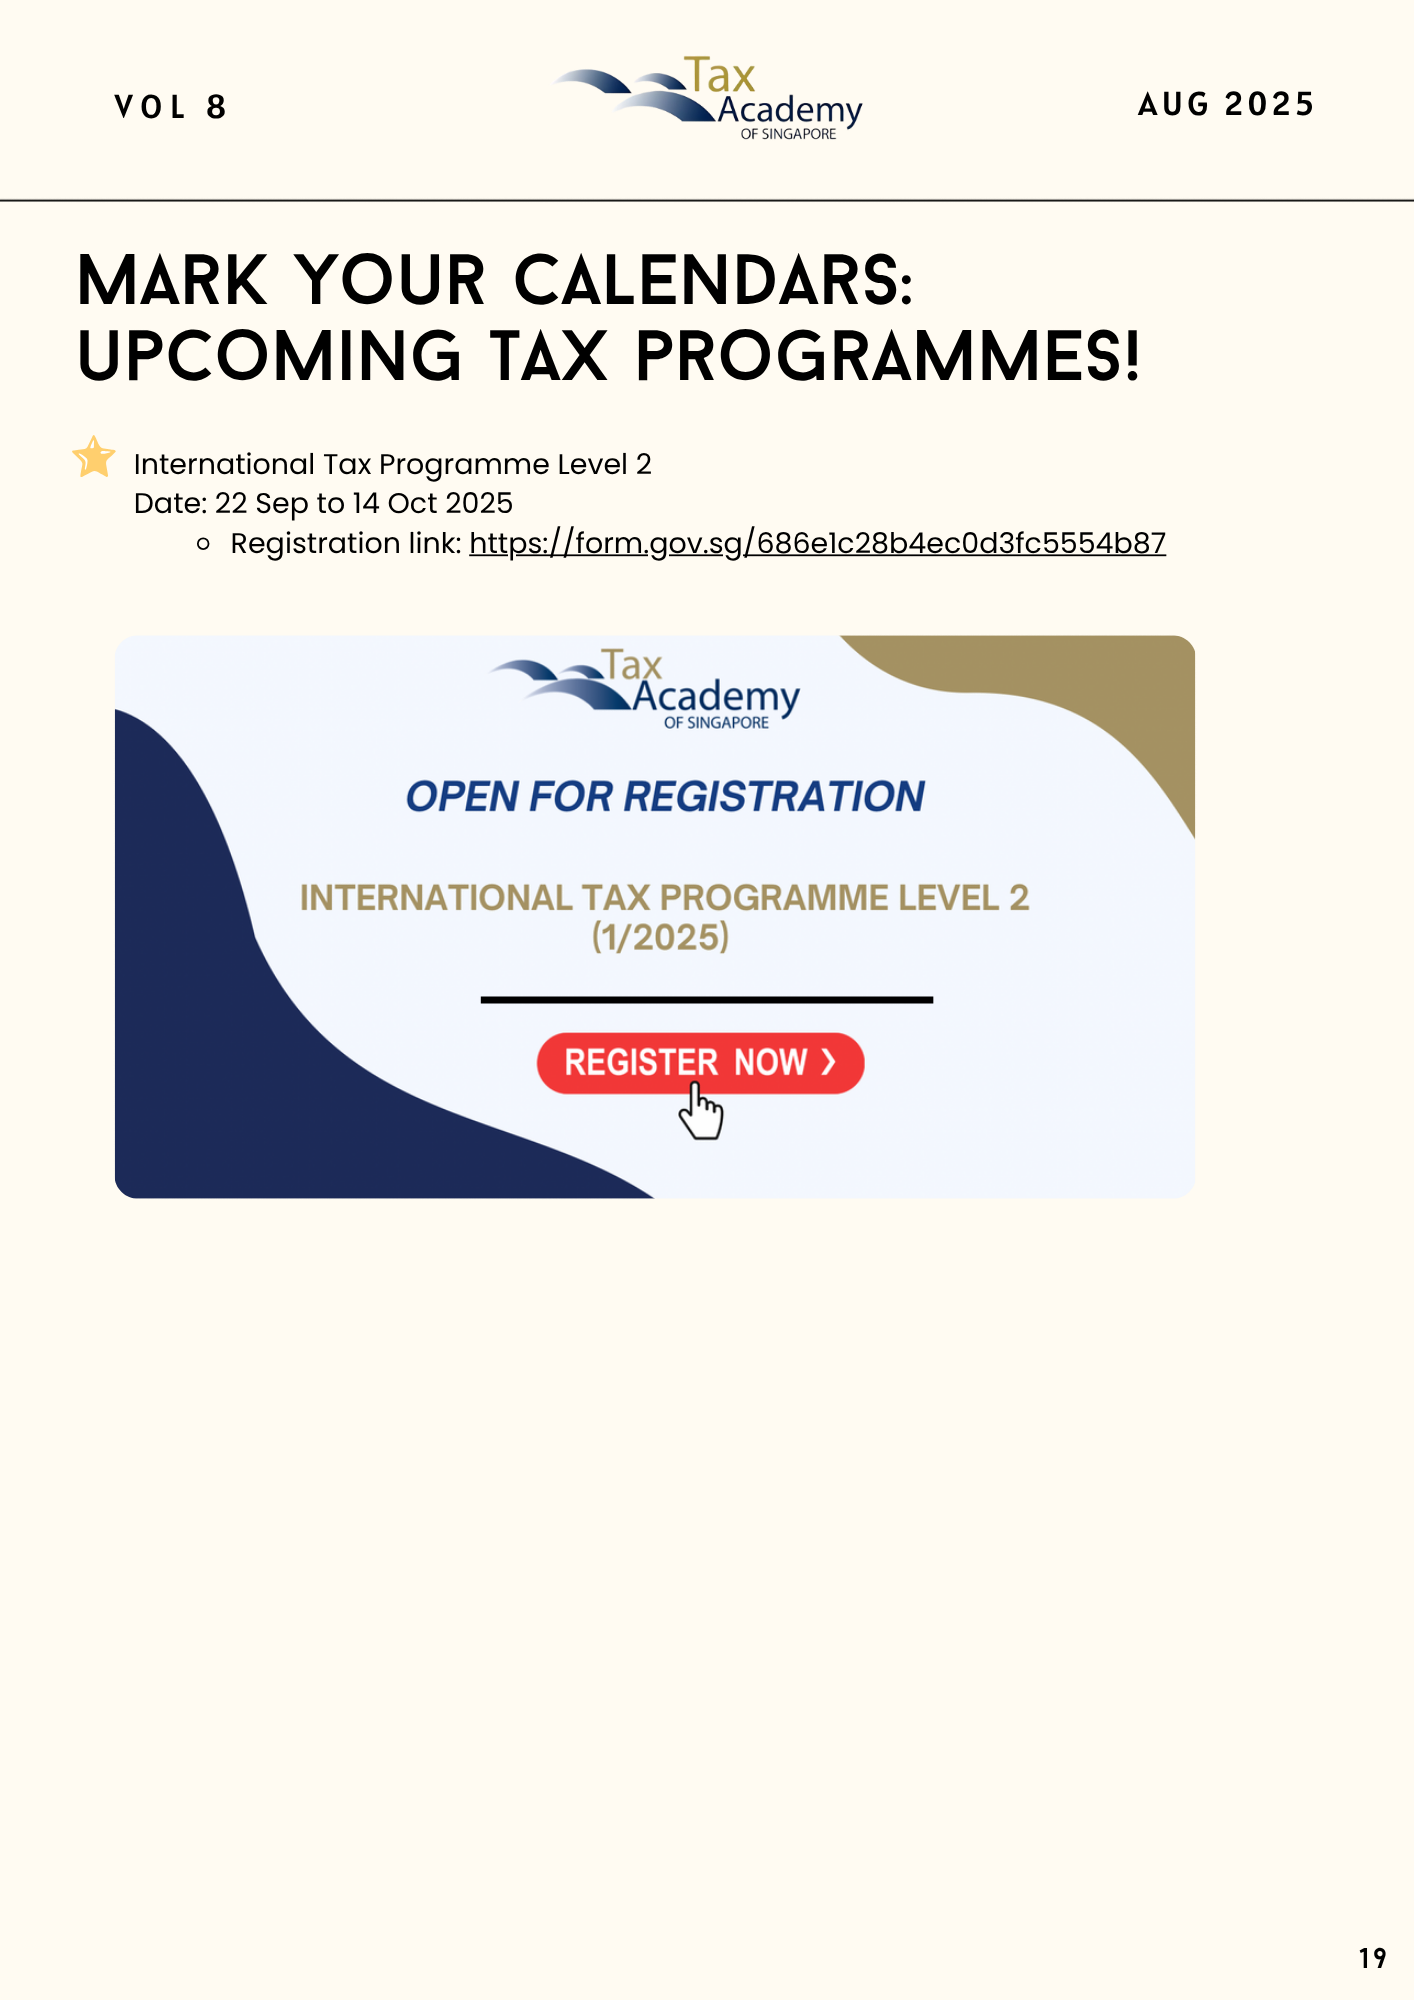 VOL 8
Tax
Academy
OF SINGAPORE
AUG 2025
MARK YOUR CALENDARS:
UPCOMING TAX PROGRAMMES!
International Tax Programme Level 2
Date: 22 Sep to 14 Oct 2025
Registration link: https://form.gov.sg/686e1c28b4ec0d3fc5554b87
Tax
Academy
OF SINGAPORE
OPEN FOR REGISTRATION
INTERNATIONAL TAX PROGRAMME LEVEL 2
(1/2025)
REGISTER NOW ❯
19